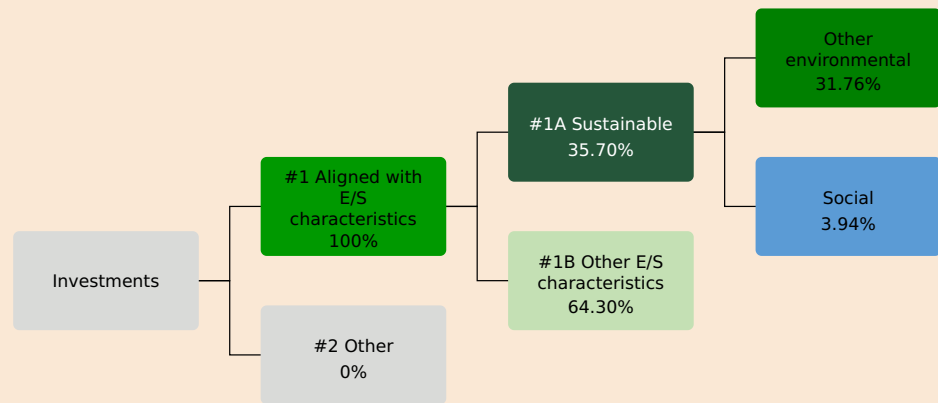 Investments
#1 Aligned with
E/S
characteristics
100%
#2 Other
0%
#1A Sustainable
35.70%
#1B Other E/S
characteristics
64.30%
Other
environmental
31.76%
Social
3.94%